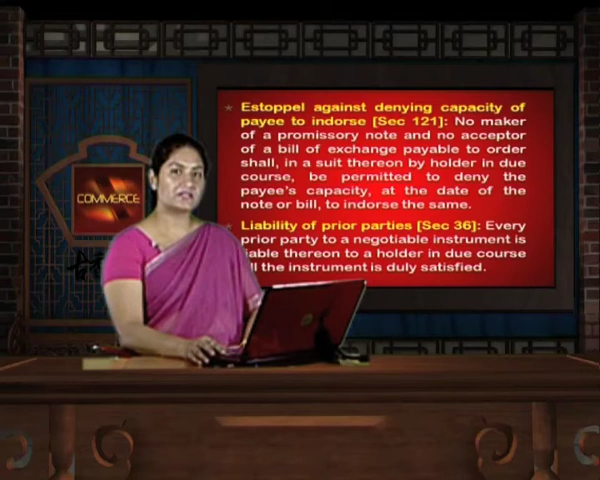 COMMERCE
Estoppel against denying capacity of
payee to indorse [Sec 121]: No maker
of a promissory note and no acceptor
of a bill of exchange payable to order
shall, in a suit thereon by holder in due
course, be permitted to deny the
payee's capacity, at the date of the
note or bill, to indorse the same.
Liability of prior parties [Sec 36]: Every
prior party to a negotiable instrument is
iable thereon to a holder in due course
ll the instrument is duly satisfied.